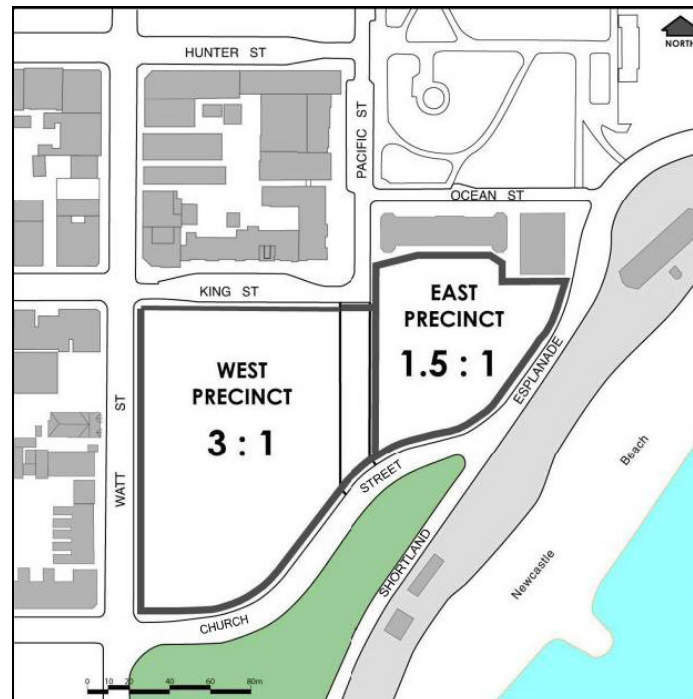 NORTH
HUNTER ST
PACIFIC ST
OCEAN ST
KING ST
EAST
PRECINCT
1.5 : 1
WEST
PRECINCT
3 : 1
WATT ST
ESPLANADE
STREET
Beach
SHORTLAND
Newcastle
CHURCH
0 10 20 40 60 80m